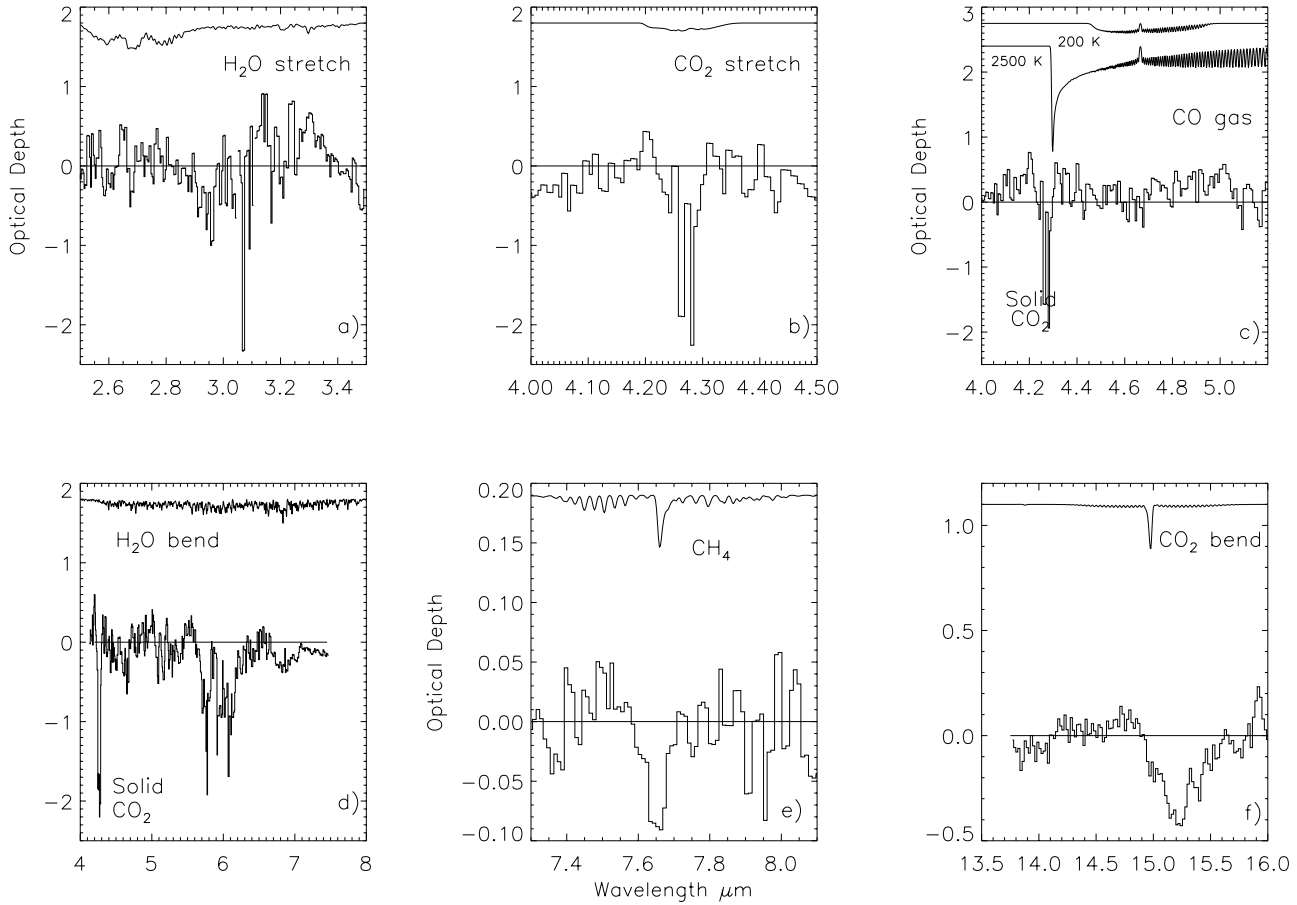 2
1
0
−1
−2
Optical Depth
H₂O stretch
a)
2.6 2.8 3.0 3.2 3.4
2
1
0
−1
−2
CO₂ stretch
b)
4.00 4.10 4.20 4.30 4.40 4.50
3
2
1
0
−1
−2
Optical Depth
200 K
2500 K
CO gas
Solid
CO₂
c)
4.0 4.2 4.4 4.6 4.8 5.0
2
1
0
−1
−2
H₂O bend
Solid
CO₂
d)
4 5 6 7 8
0.20
0.15
0.10
0.05
0.00
−0.05
−0.10
Optical Depth
CH₄
e)
7.4 7.6 7.8 8.0
Wavelength μm
1.0
0.5
0.0
−0.5
CO₂ bend
f)
13.5 14.0 14.5 15.0 15.5 16.0